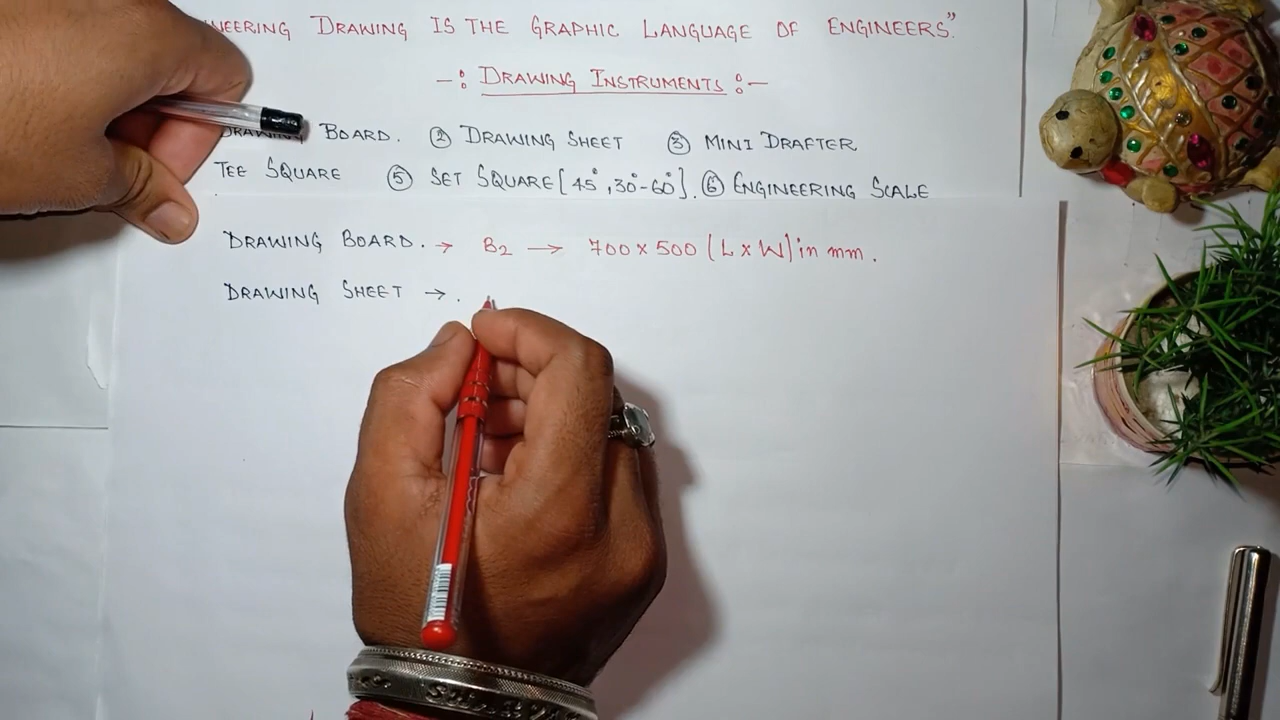 NEERING DRAWING IS THE GRAPHIC LANGUAGE OF ENGINEERS."
-: DRAWING INSTRUMENTS :-
DRAWING BOARD. ② DRAWING SHEET ③ MINI DRAFTER
TEE SQUARE ⑤ SET SQUARE [45°, 30°-60°]. ⑥ ENGINEERING SCALE
DRAWING BOARD. → B2 → 700 x 500 (L x W) in mm.
DRAWING SHEET → .